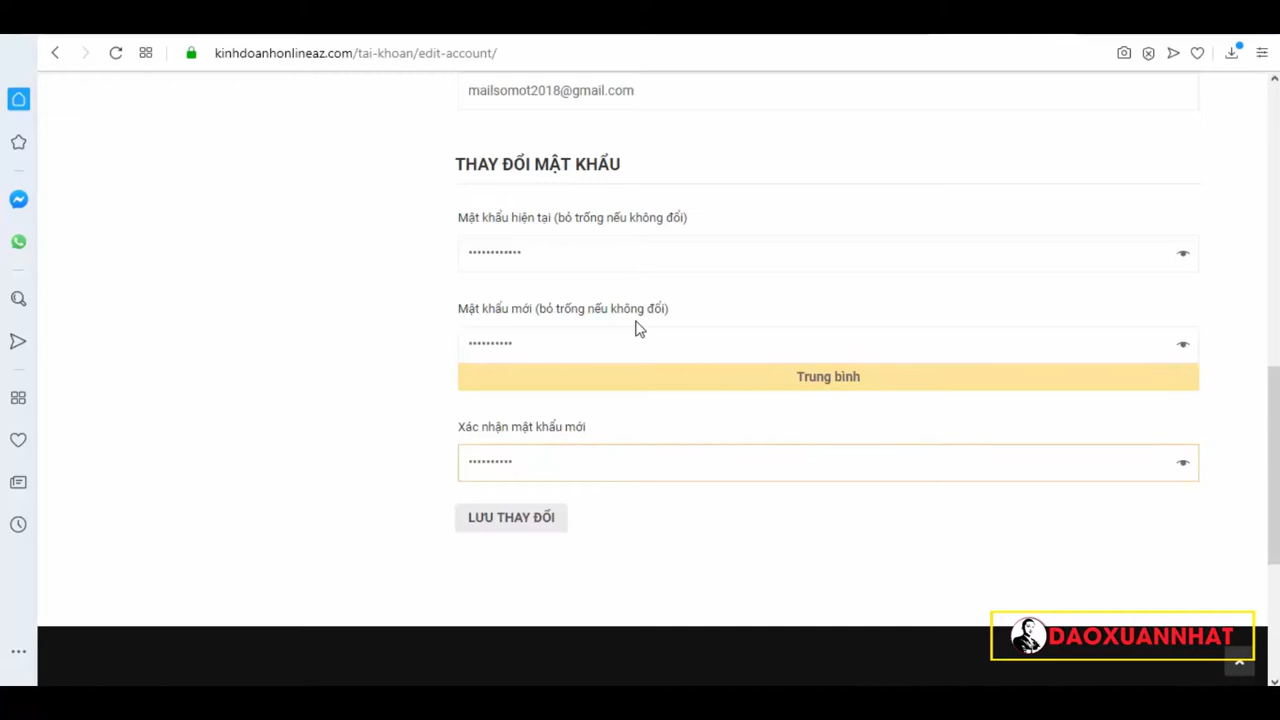 kinhdoanhonlineaz.com/tai-khoan/edit-account/
mailsomot2018@gmail.com
THAY ĐỔI MẬT KHẨU
Mật khẩu hiện tại (bỏ trống nếu không đổi)
••••••••••••
Mật khẩu mới (bỏ trống nếu không đổi)
••••••••••
Trung bình
Xác nhận mật khẩu mới
••••••••••
LƯU THAY ĐỔI
DAOXUANNHAT